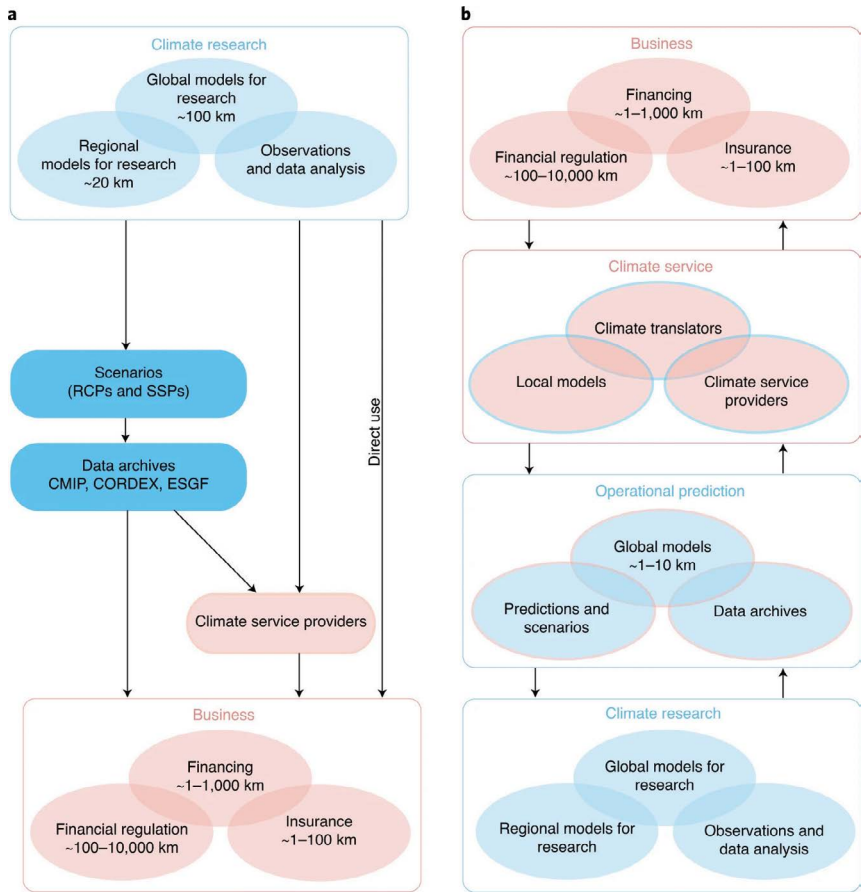 a
Climate research
Global models for
research
~100 km
Regional
models for research
~20 km
Observations
and data analysis
Scenarios
(RCPs and SSPs)
Data archives
CMIP, CORDEX, ESGF
Direct use
Climate service providers
Business
Financing
~1–1,000 km
Financial regulation
~100–10,000 km
Insurance
~1–100 km
b
Business
Financing
~1–1,000 km
Financial regulation
~100–10,000 km
Insurance
~1–100 km
Climate service
Climate translators
Local models
Climate service
providers
Operational prediction
Global models
~1–10 km
Predictions and
scenarios
Data archives
Climate research
Global models for
research
Regional models for
research
Observations and
data analysis